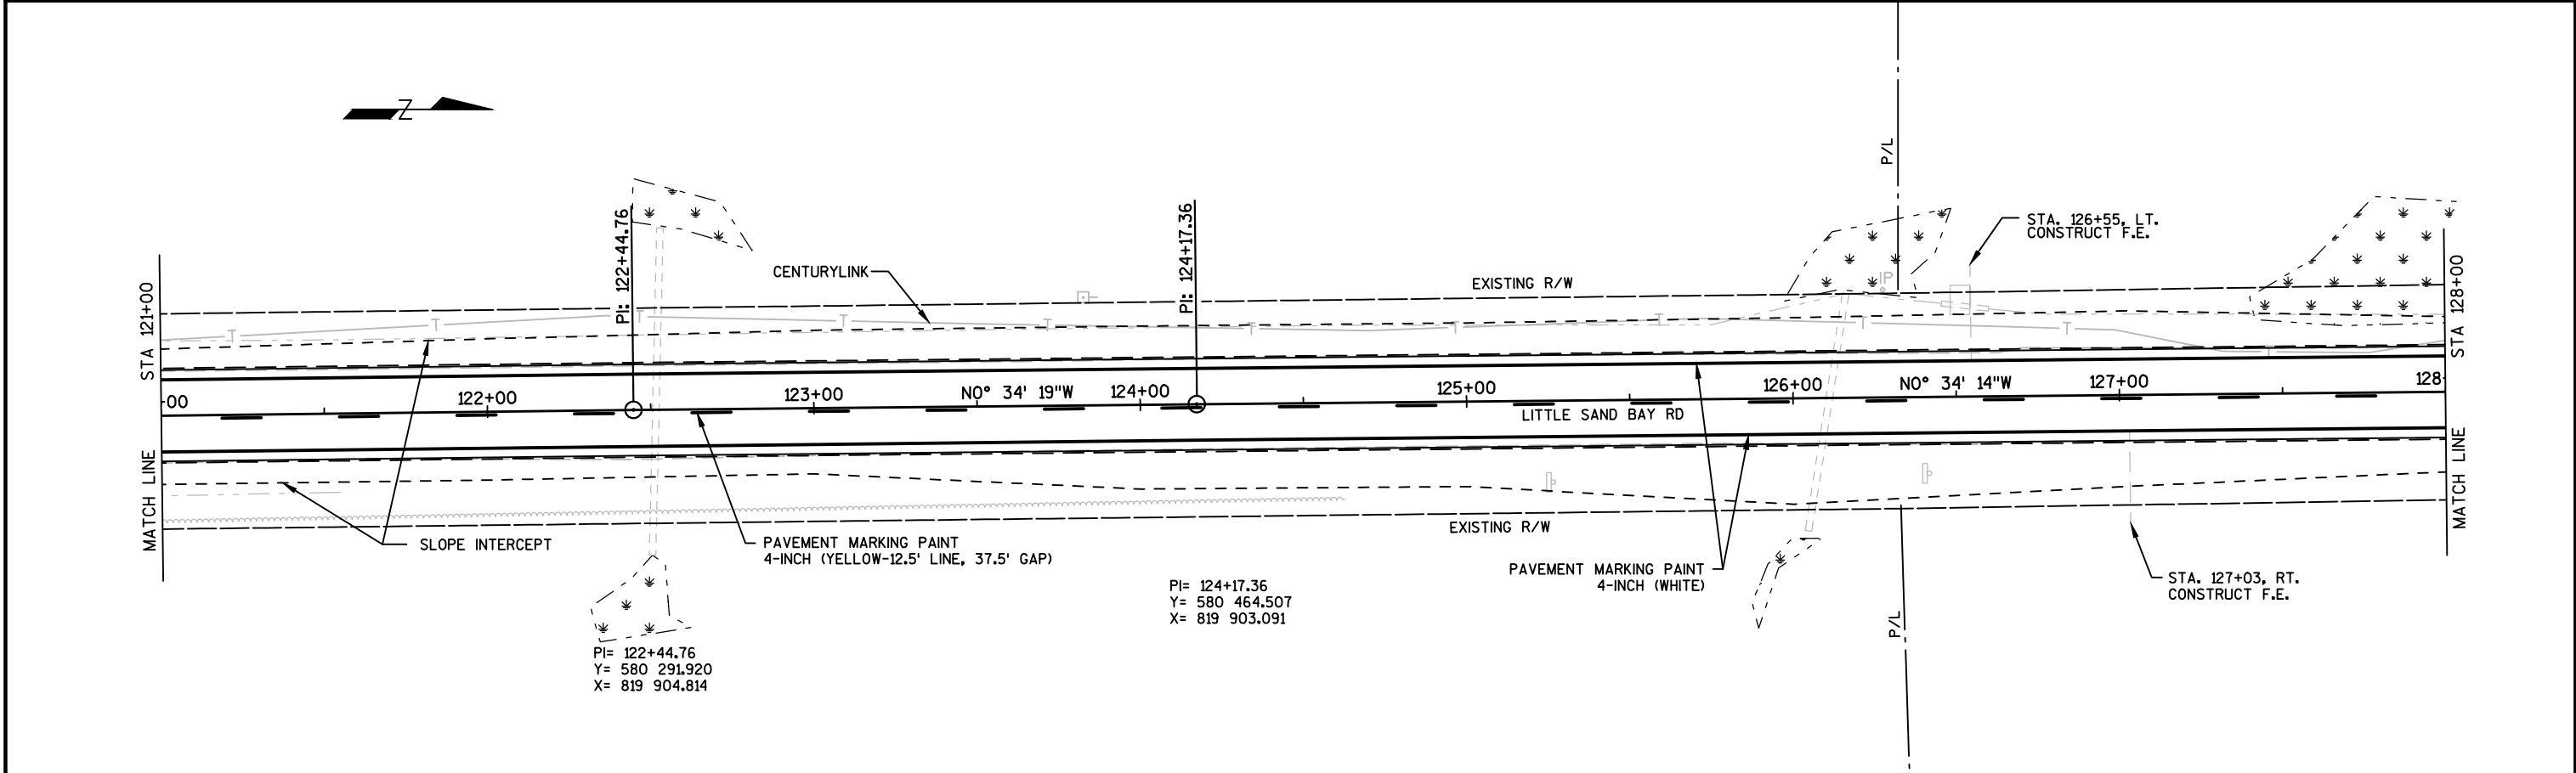 Z
P/L
STA. 126+55, LT.
CONSTRUCT F.E.
PI: 122+44.76
PI: 124+17.36
CENTURYLINK
EXISTING R/W
IP
STA 121+00
STA 128+00
T T T T T T T T T T T
00
122+00
123+00
N0° 34' 19"W
124+00
125+00
126+00
N0° 34' 14"W
127+00
128
LITTLE SAND BAY RD
MATCH LINE
MATCH LINE
EXISTING R/W
SLOPE INTERCEPT
PAVEMENT MARKING PAINT
4-INCH (YELLOW-12.5' LINE, 37.5' GAP)
PAVEMENT MARKING PAINT
4-INCH (WHITE)
STA. 127+03, RT.
CONSTRUCT F.E.
PI= 124+17.36
Y= 580 464.507
X= 819 903.091
P/L
PI= 122+44.76
Y= 580 291.920
X= 819 904.814